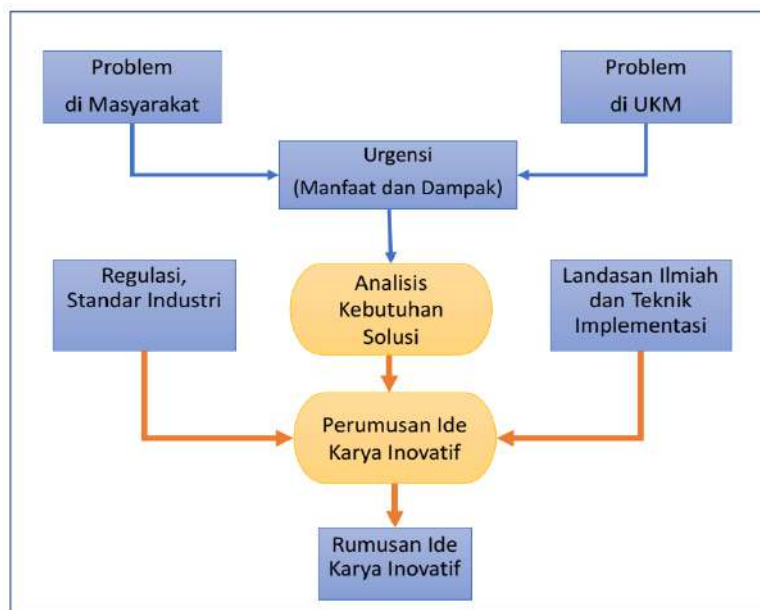 Problem
di Masyarakat
Problem
di UKM
Urgensi
(Manfaat dan Dampak)
Regulasi,
Standar Industri
Analisis
Kebutuhan
Solusi
Landasan Ilmiah
dan Teknik
Implementasi
Perumusan Ide
Karya Inovatif
Rumusan Ide
Karya Inovatif